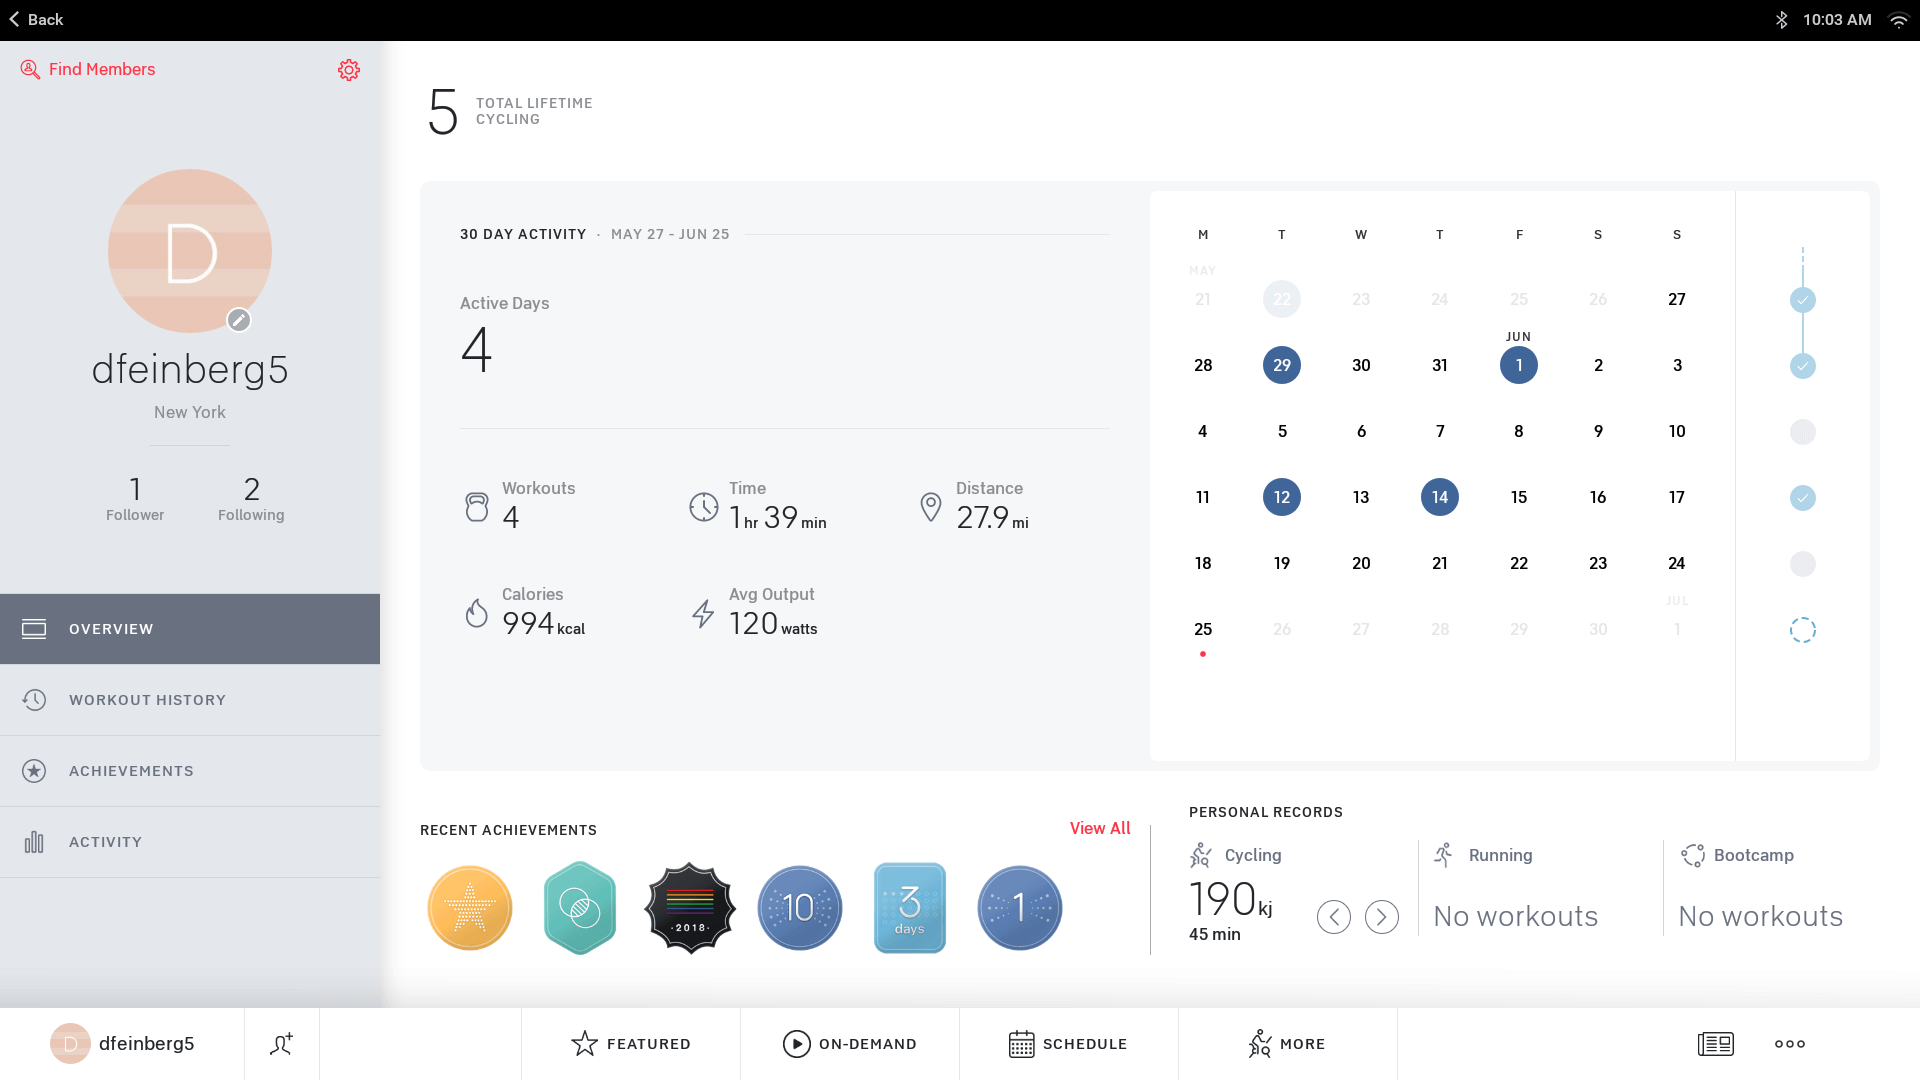 Back
10:03 AM
Find Members
D
dfeinberg5
New York
1
Follower
2
Following
OVERVIEW
WORKOUT HISTORY
ACHIEVEMENTS
ACTIVITY
5 TOTAL LIFETIME
CYCLING
30 DAY ACTIVITY · MAY 27 - JUN 25
Active Days
4
Workouts
4
Time
1 hr 39 min
Distance
27.9 mi
Calories
994 kcal
Avg Output
120 watts
M T W T F S S
MAY
21 22 23 24 25 26 27
JUN
28 29 30 31 1 2 3
4 5 6 7 8 9 10
11 12 13 14 15 16 17
18 19 20 21 22 23 24
JUL
25 26 27 28 29 30 1
RECENT ACHIEVEMENTS
View All
·2018·
10
3
days
1
PERSONAL RECORDS
Cycling
190 kj
45 min
Running
No workouts
Bootcamp
No workouts
D
dfeinberg5
FEATURED
ON-DEMAND
SCHEDULE
MORE